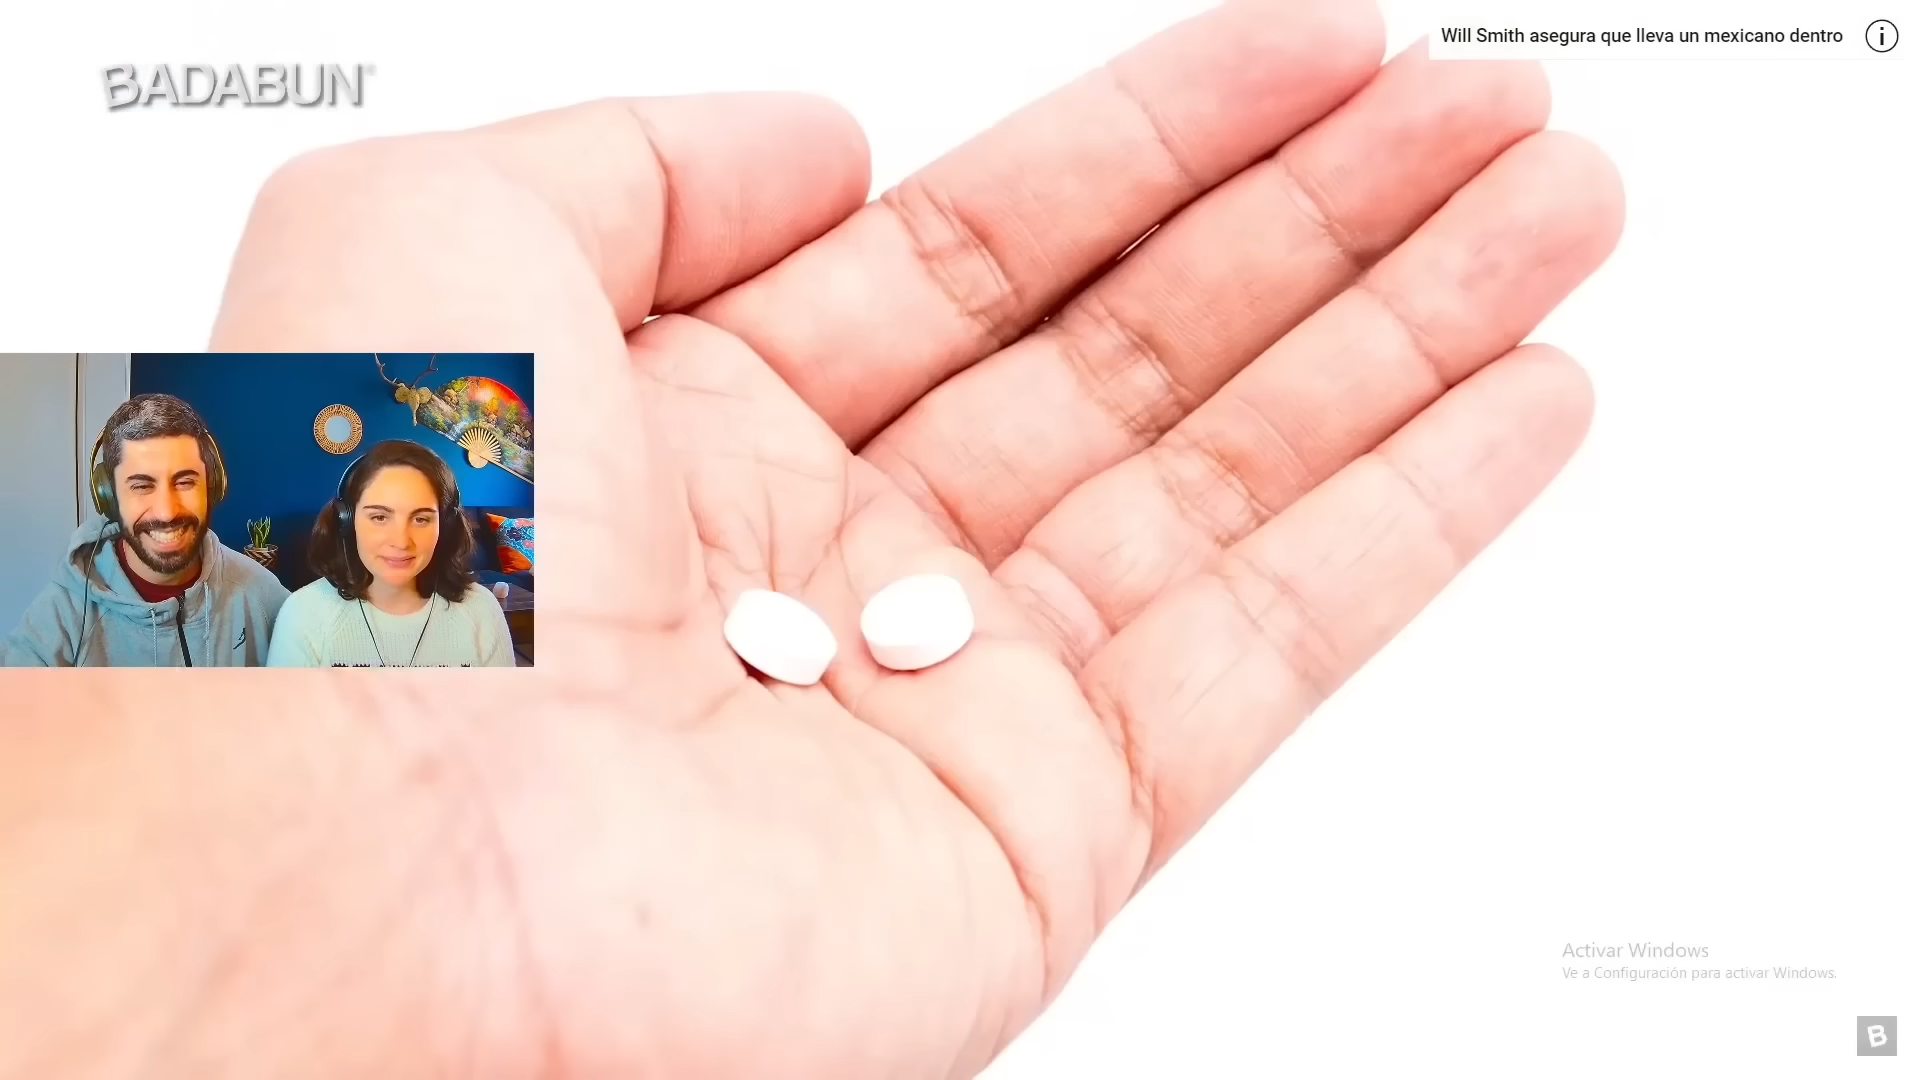 BADABUN
Will Smith asegura que lleva un mexicano dentro
Activar Windows
Ve a Configuración para activar Windows.
B